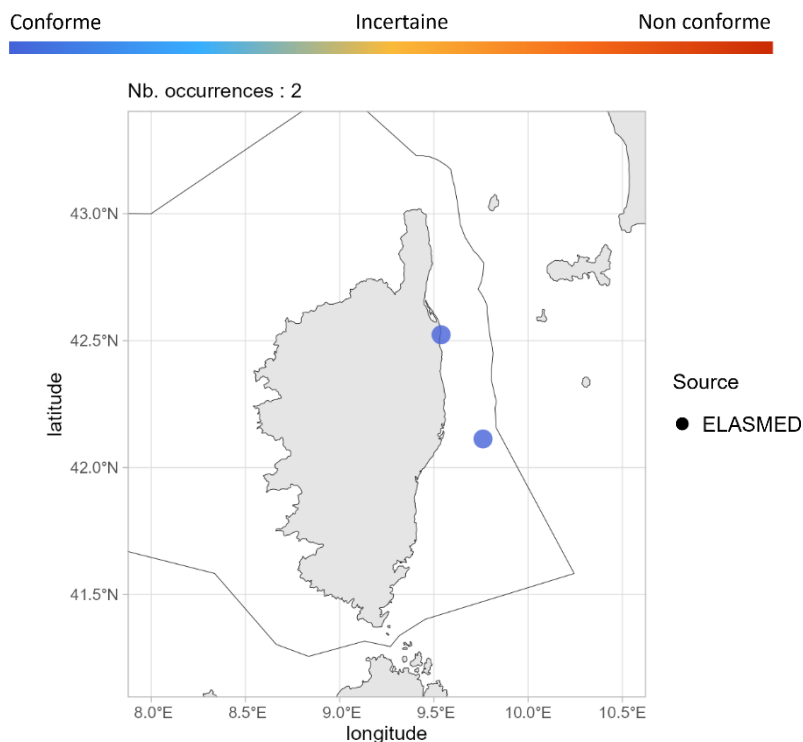 Conforme Incertaine Non conforme
Nb. occurrences : 2
43.0°N
42.5°N
42.0°N
41.5°N
latitude
8.0°E 8.5°E 9.0°E 9.5°E 10.0°E 10.5°E
longitude
Source
ELASMED